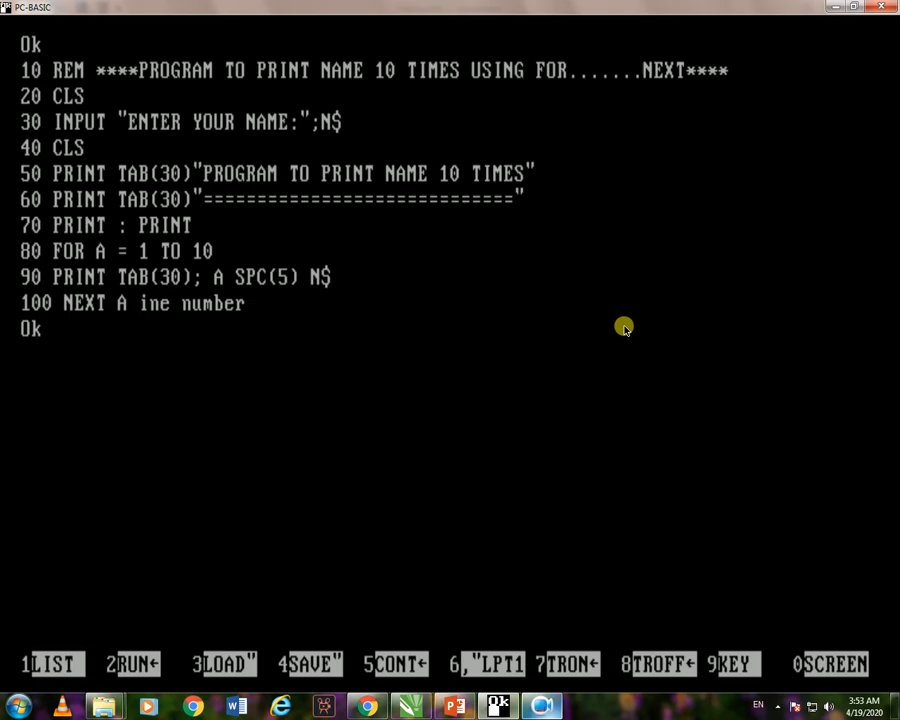 PC-BASIC
Ok
10 REM ****PROGRAM TO PRINT NAME 10 TIMES USING FOR.......NEXT****
20 CLS
30 INPUT "ENTER YOUR NAME:";N$
40 CLS
50 PRINT TAB(30)"PROGRAM TO PRINT NAME 10 TIMES"
60 PRINT TAB(30)"============================="
70 PRINT : PRINT
80 FOR A = 1 TO 10
90 PRINT TAB(30); A SPC(5) N$
100 NEXT A ine number
Ok
1LIST 2RUN← 3LOAD" 4SAVE" 5CONT← 6,"LPT1 7TRON← 8TROFF← 9KEY 0SCREEN
EN 3:53 AM
4/19/2020